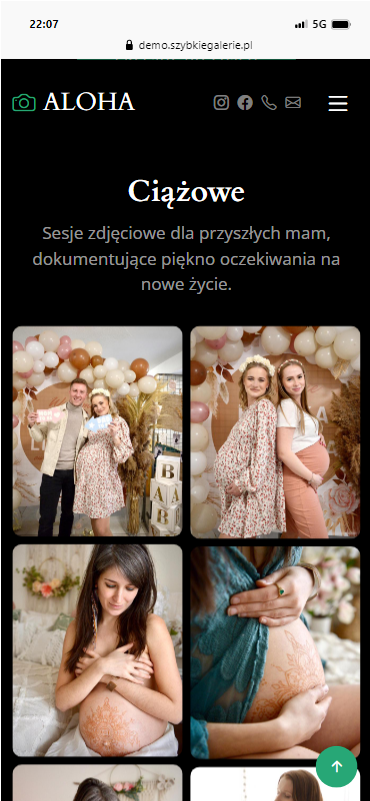 22:07
5G
demo.szybkiegalerie.pl
ALOHA
Ciążowe
Sesje zdjęciowe dla przyszłych mam,
dokumentujące piękno oczekiwania na
nowe życie.
B
A A
B